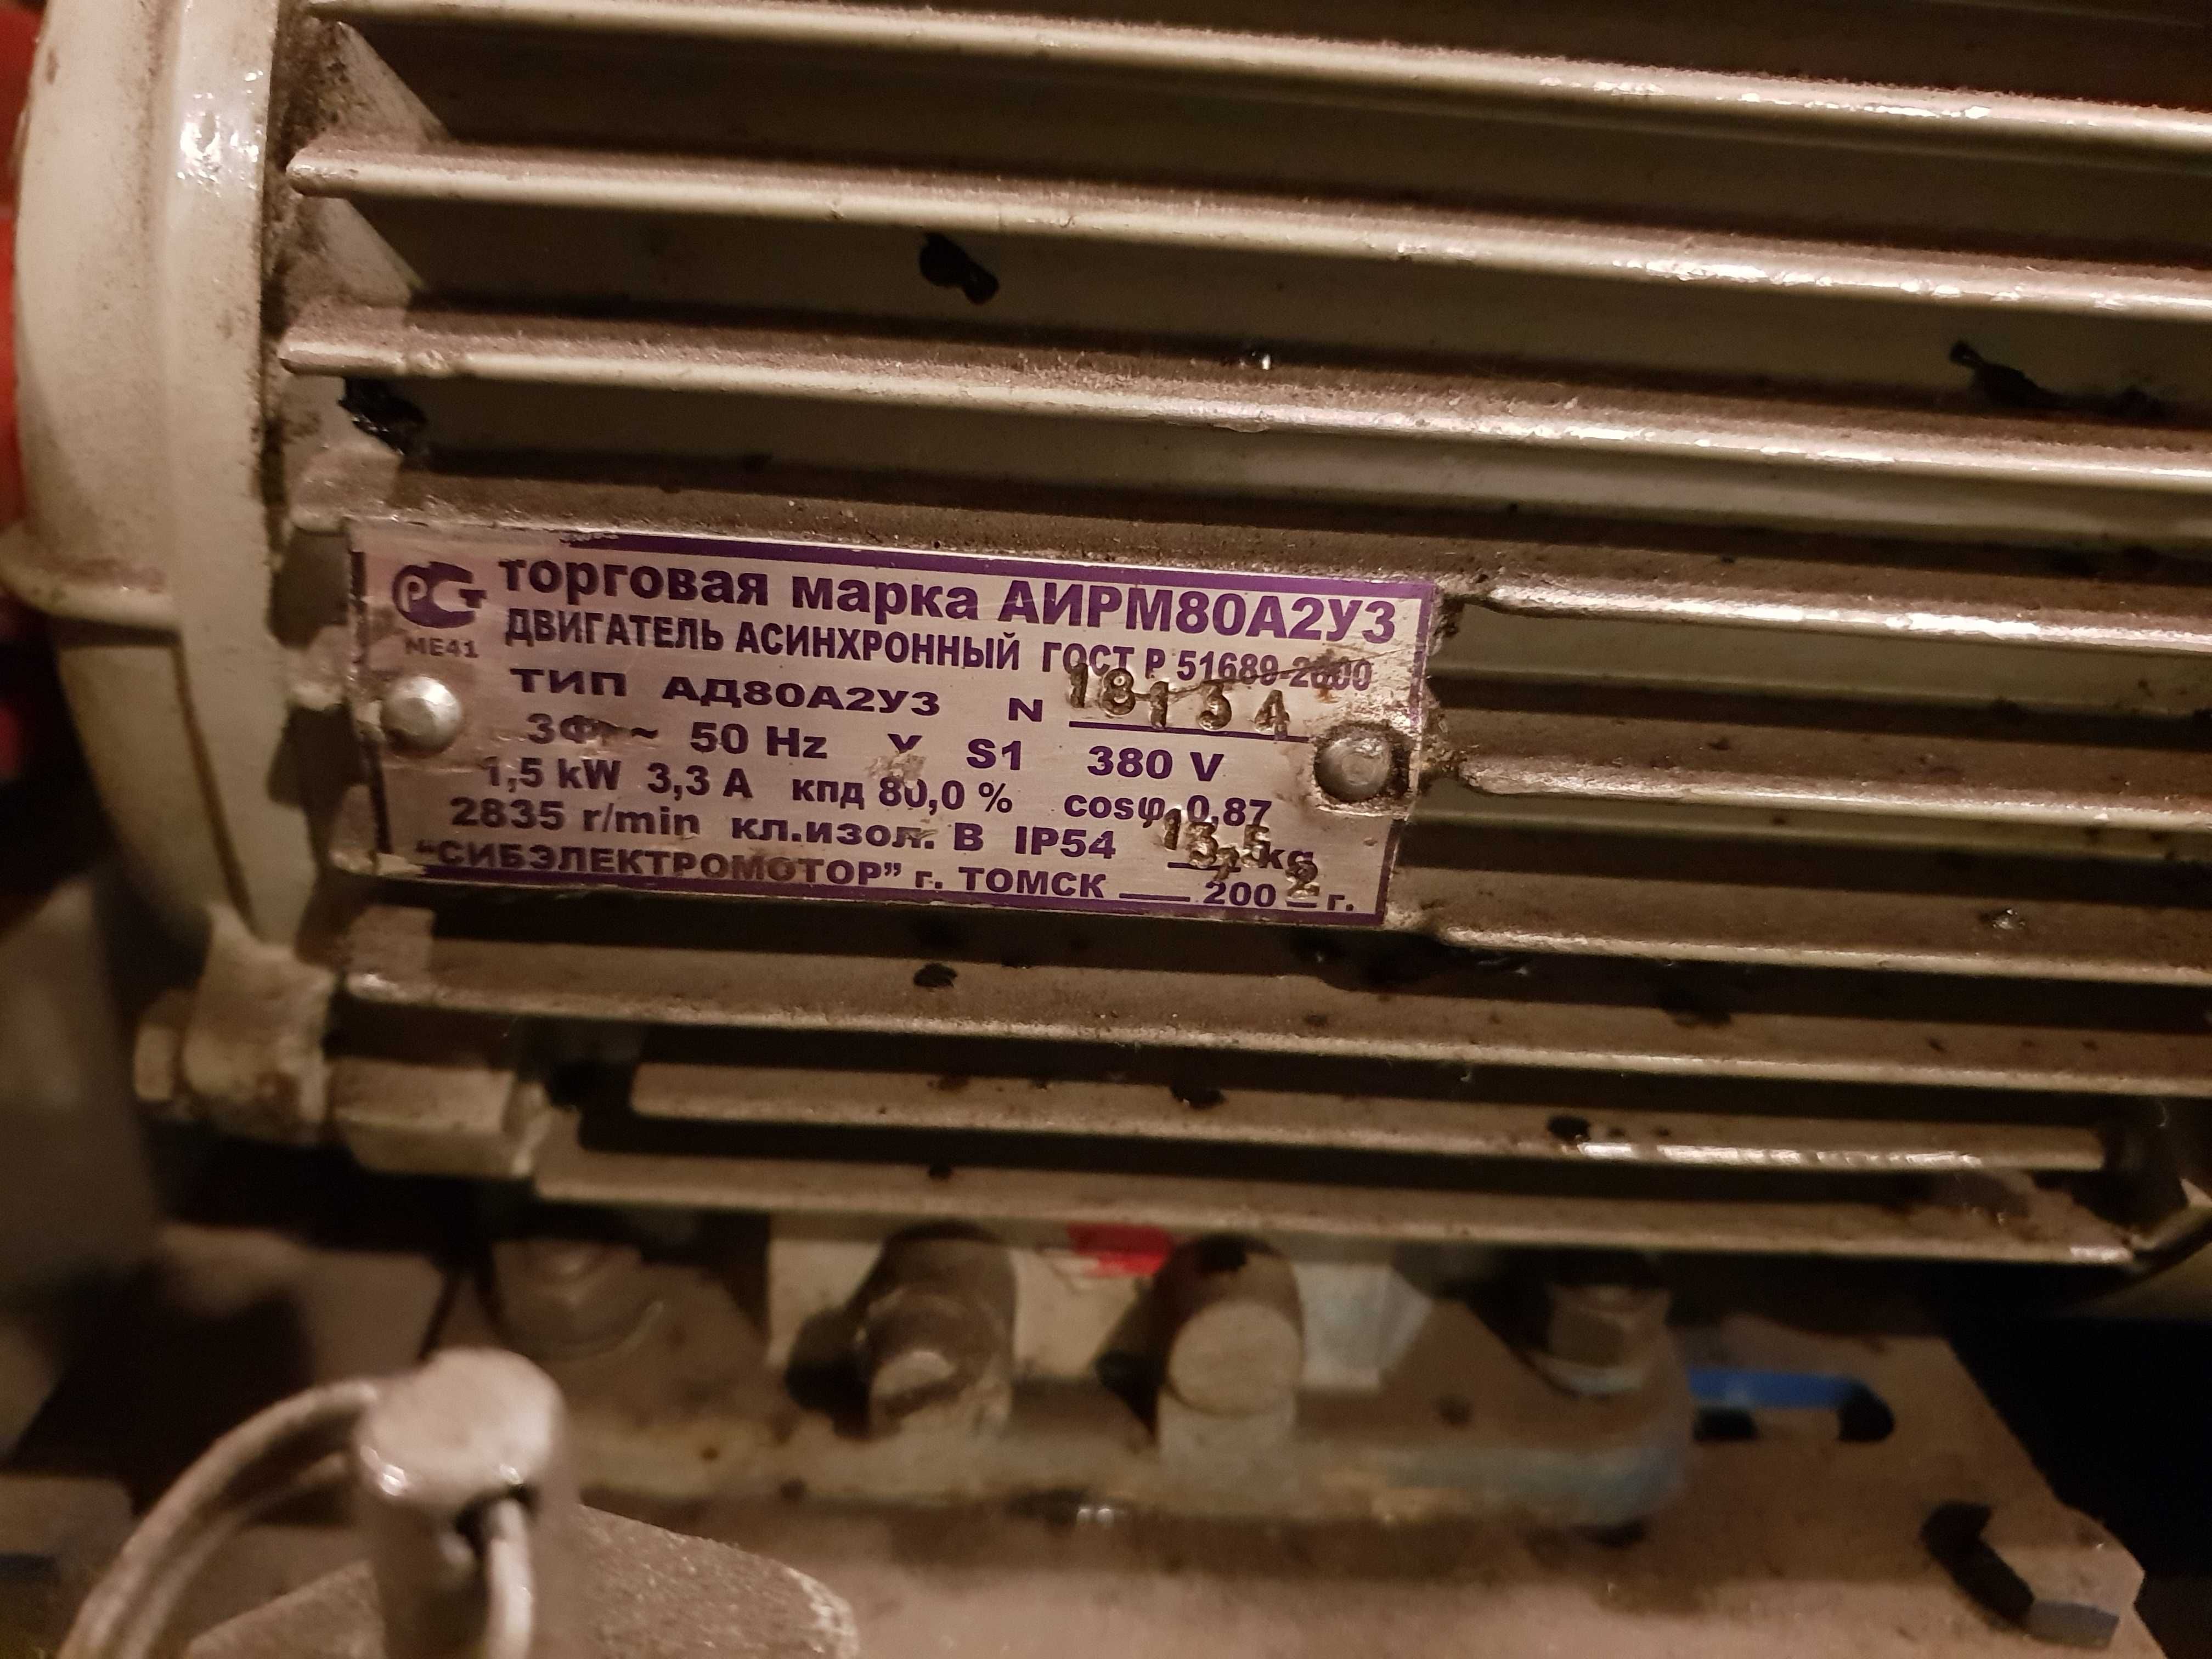 РСТ торговая марка АИРМ80А2У3
МЕ41 ДВИГАТЕЛЬ АСИНХРОННЫЙ ГОСТ Р 51689-2000
ТИП АД80А2У3 N 18134
3Ф ~ 50 Hz Y S1 380 V
1,5 kW 3,3 A кпд 80,0 % cosφ 0,87
2835 r/min кл.изол. В IP54 13,5 kg
“СИБЭЛЕКТРОМОТОР” г. ТОМСК 2002 г.